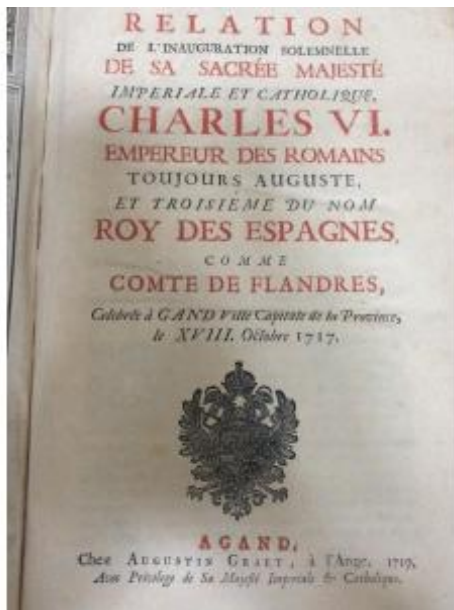 RELATION
DE L'INAUGURATION SOLEMNELLE
DE SA SACRÉE MAJESTÉ
IMPERIALE ET CATHOLIQUE,
CHARLES VI.
EMPEREUR DES ROMAINS
TOUJOURS AUGUSTE,
ET TROISIÉME DU NOM
ROY DES ESPAGNES,
COMME
COMTE DE FLANDRES,
Celebrée à GAND Ville Capitale de la Province,
le XVIII. Octobre 1717.
A GAND,
Chez AUGUSTIN GRAET, à l'Ange, 1719.
Avec Privilege de Sa Majesté Imperiale & Catholique.